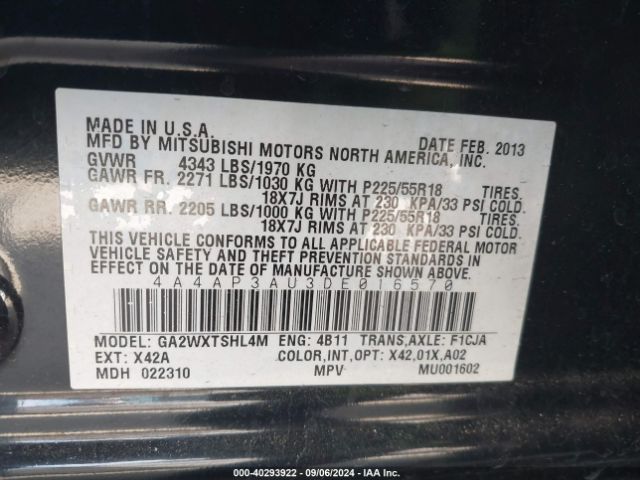 MADE IN U.S.A. DATE FEB. 2013
MFD BY MITSUBISHI MOTORS NORTH AMERICA, INC.
GVWR 4343 LBS/1970 KG
GAWR FR. 2271 LBS/1030 KG WITH P225/55R18 TIRES.
18X7J RIMS AT 230 KPA/33 PSI COLD.
GAWR RR. 2205 LBS/1000 KG WITH P225/55R18 TIRES.
18X7J RIMS AT 230 KPA/33 PSI COLD.
THIS VEHICLE CONFORMS TO ALL APPLICABLE FEDERAL MOTOR
VEHICLE SAFETY AND THEFT PREVENTION STANDARDS IN
EFFECT ON THE DATE OF MANUFACTURE SHOWN ABOVE.
4A4AP3AU3DE016570
MODEL: GA2WXTSHL4M ENG: 4B11 TRANS,AXLE: F1CJA
EXT: X42A COLOR,INT,OPT: X42,01X,A02
MDH 022310 MPV MU001602
000-40293922 - 09/06/2024 - IAA Inc.